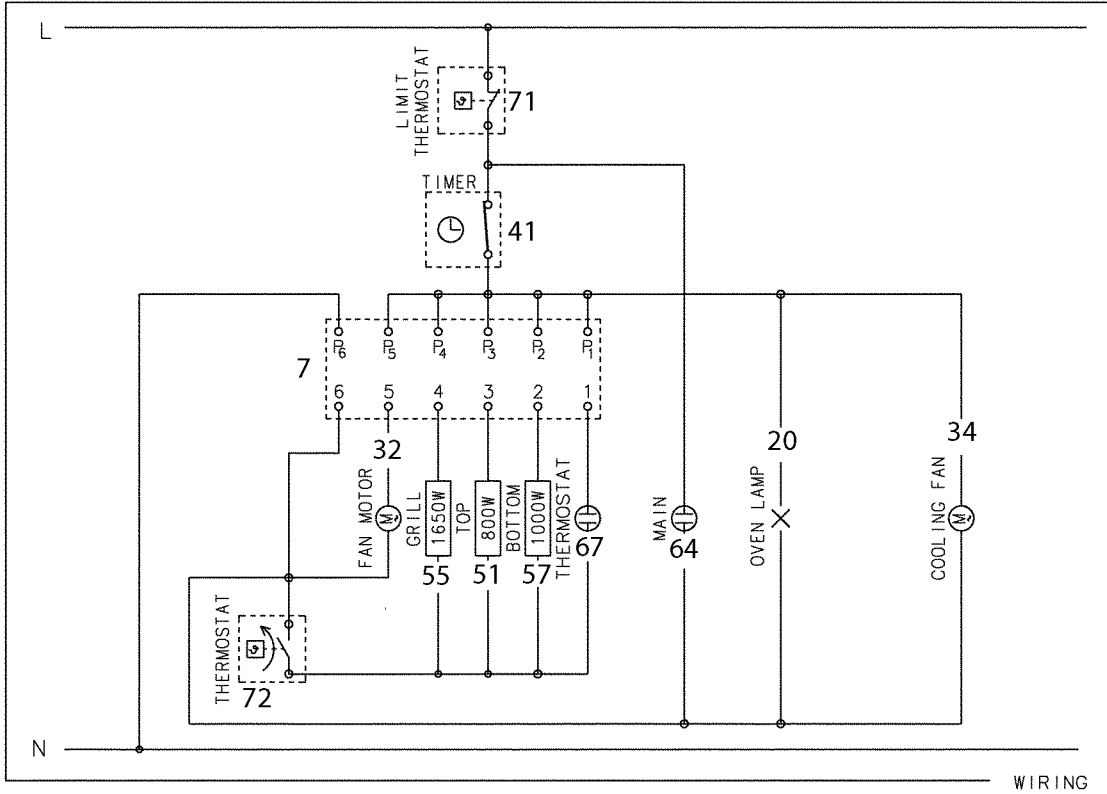 L
LIMIT
THERMOSTAT
71
TIMER
41
7
P6 P5 P4 P3 P2 P1
6 5 4 3 2 1
32
20
34
FAN MOTOR
M
GRILL
1650W
TOP
800W
BOTTOM
1000W
THERMOSTAT
MAIN
OVEN LAMP
COOLING FAN
M
55
51
57
67
64
THERMOSTAT
72
N
WIRING